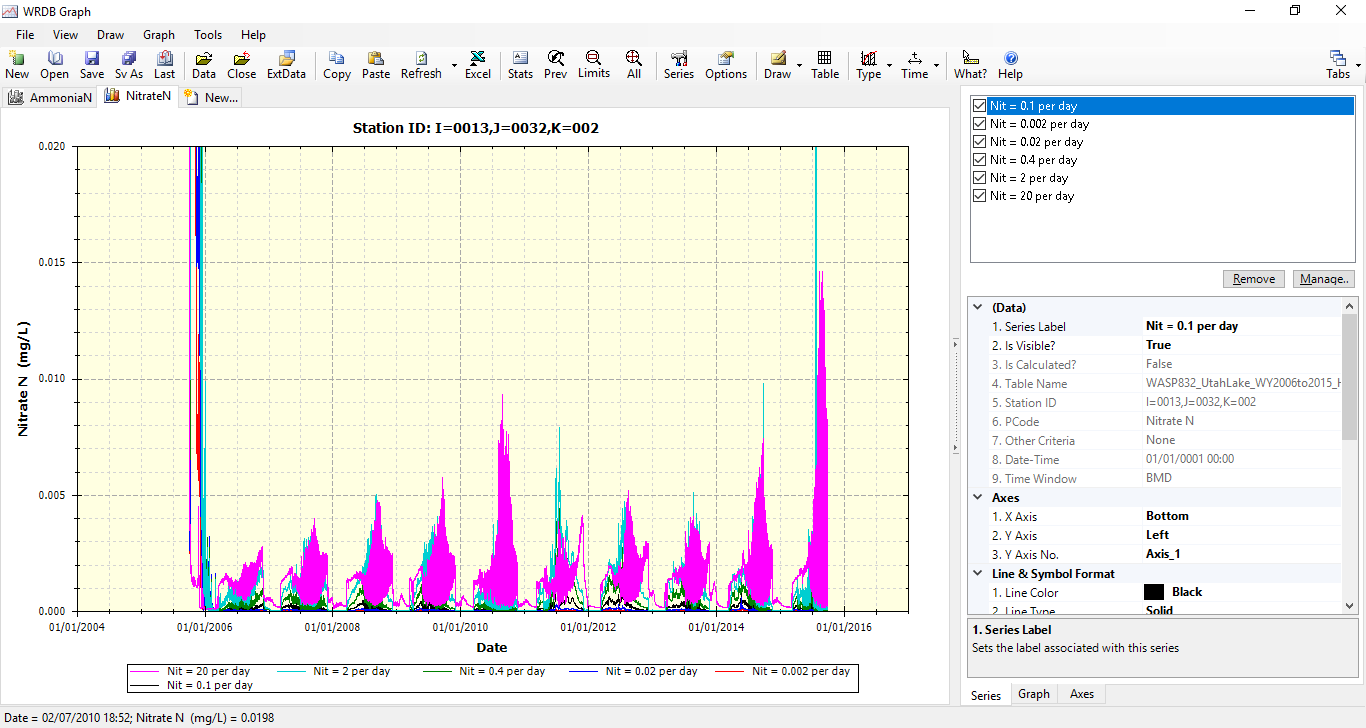 WRDB Graph
File View Draw Graph Tools Help
New Open Save Sv As Last Data Close ExtData Copy Paste Refresh Excel Stats Prev Limits All Series Options Draw Table Type Time What? Help Tabs
AmmoniaN NitrateN New...
Station ID: I=0013,J=0032,K=002
0.020
0.015
0.010
0.005
0.000
Nitrate N (mg/L)
01/01/2004 01/01/2006 01/01/2008 01/01/2010 01/01/2012 01/01/2014 01/01/2016
Date
Nit = 20 per day Nit = 2 per day Nit = 0.4 per day Nit = 0.02 per day Nit = 0.002 per day
Nit = 0.1 per day
Nit = 0.1 per day
Nit = 0.002 per day
Nit = 0.02 per day
Nit = 0.4 per day
Nit = 2 per day
Nit = 20 per day
Remove Manage..
(Data)
1. Series Label Nit = 0.1 per day
2. Is Visible? True
3. Is Calculated? False
4. Table Name WASP832_UtahLake_WY2006to2015_H
5. Station ID I=0013,J=0032,K=002
6. PCode Nitrate N
7. Other Criteria None
8. Date-Time 01/01/0001 00:00
9. Time Window BMD
Axes
1. X Axis Bottom
2. Y Axis Left
3. Y Axis No. Axis_1
Line & Symbol Format
1. Line Color Black
2. Line Type Solid
1. Series Label
Sets the label associated with this series
Series Graph Axes
Date = 02/07/2010 18:52; Nitrate N (mg/L) = 0.0198